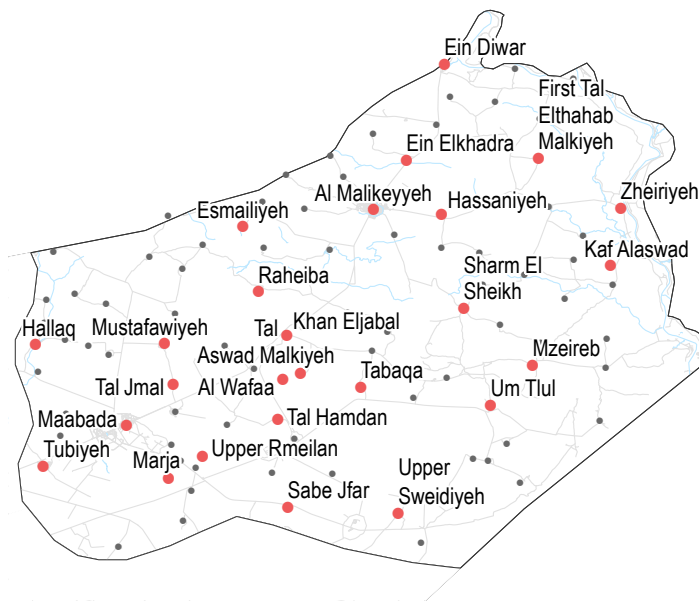 Ein Diwar
First Tal
Elthahab
Malkiyeh
Ein Elkhadra
Zheiriyeh
Al Malikeyyeh
Hassaniyeh
Esmailiyeh
Kaf Alaswad
Sharm El
Sheikh
Raheiba
Hallaq
Mustafawiyeh
Tal
Khan Eljabal
Aswad Malkiyeh
Mzeireb
Tal Jmal
Al Wafaa
Tabaqa
Um Tlul
Maabada
Tal Hamdan
Tubiyeh
Marja
Upper Rmeilan
Upper
Sweidiyeh
Sabe Jfar